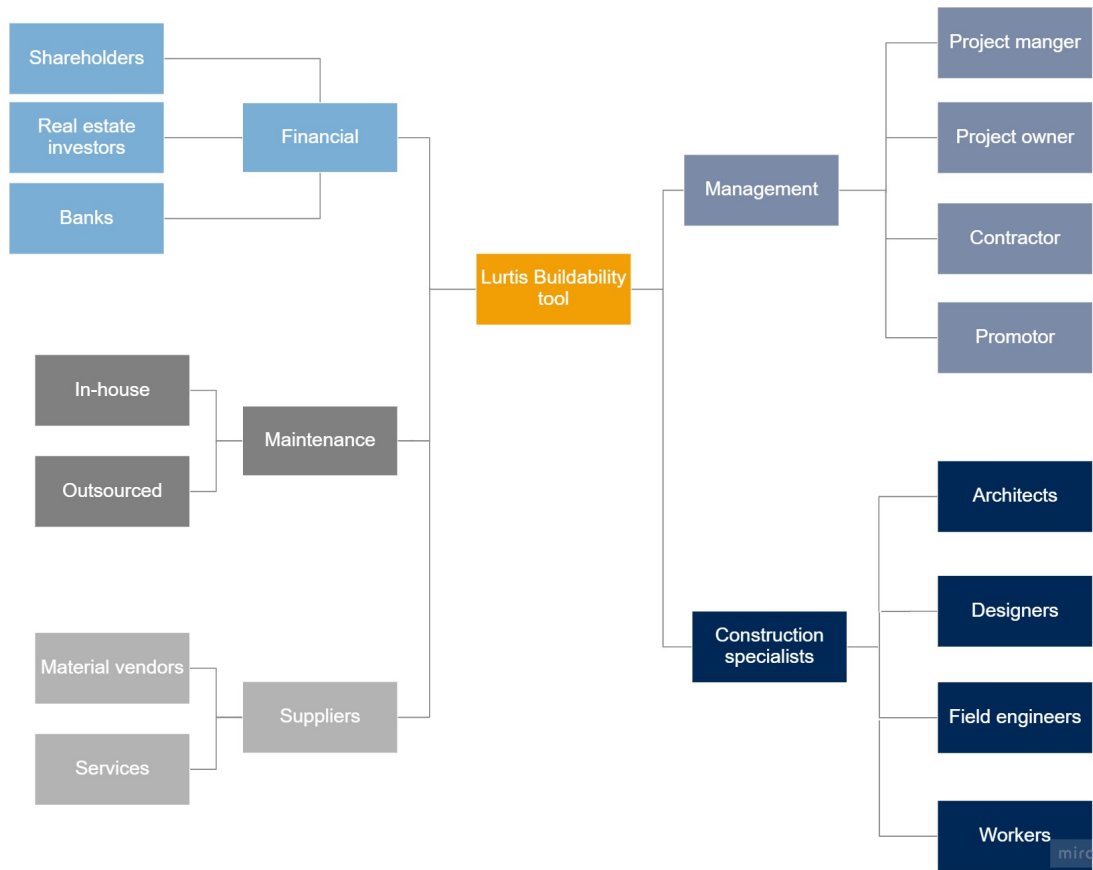 Shareholders
Real estate
investors
Banks
Financial
In-house
Outsourced
Maintenance
Material vendors
Services
Suppliers
Lurtis Buildability
tool
Management
Project manger
Project owner
Contractor
Promotor
Construction
specialists
Architects
Designers
Field engineers
Workers
miro